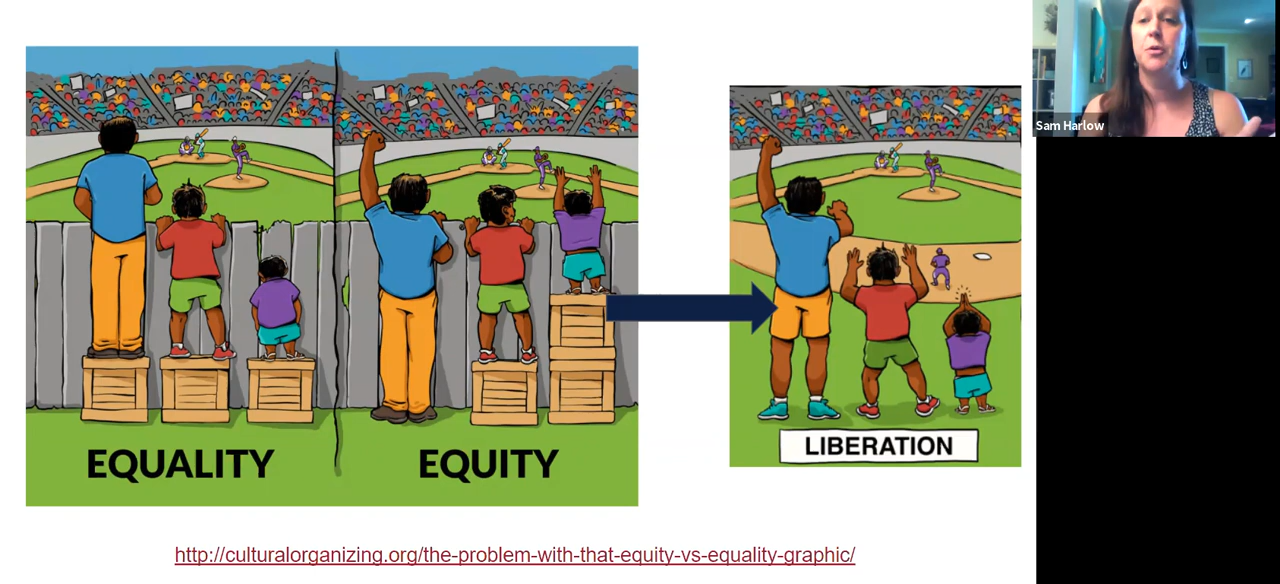 Sam Harlow
EQUALITY
EQUITY
LIBERATION
http://culturalorganizing.org/the-problem-with-that-equity-vs-equality-graphic/